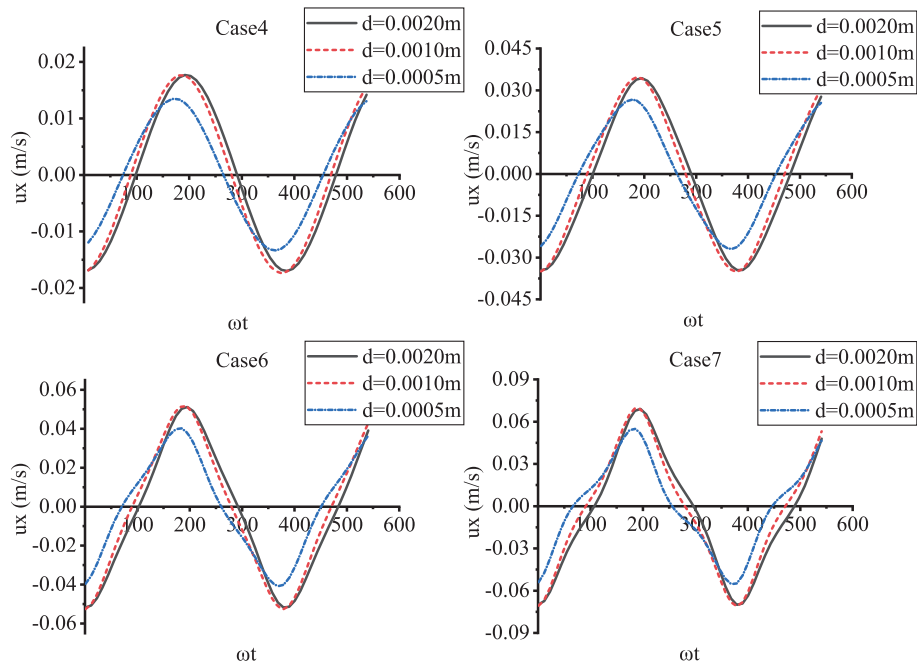 Case4
d=0.0020m
d=0.0010m
d=0.0005m
0.02
0.01
0.00
-0.01
-0.02
ux (m/s)
100 200 300 400 500 600
ωt
Case5
d=0.0020m
d=0.0010m
d=0.0005m
0.045
0.030
0.015
0.000
-0.015
-0.030
-0.045
ux (m/s)
100 200 300 400 500 600
ωt
Case6
d=0.0020m
d=0.0010m
d=0.0005m
0.06
0.04
0.02
0.00
-0.02
-0.04
-0.06
ux (m/s)
100 200 300 400 500 600
ωt
Case7
d=0.0020m
d=0.0010m
d=0.0005m
0.09
0.06
0.03
0.00
-0.03
-0.06
-0.09
ux (m/s)
100 200 300 400 500 600
ωt